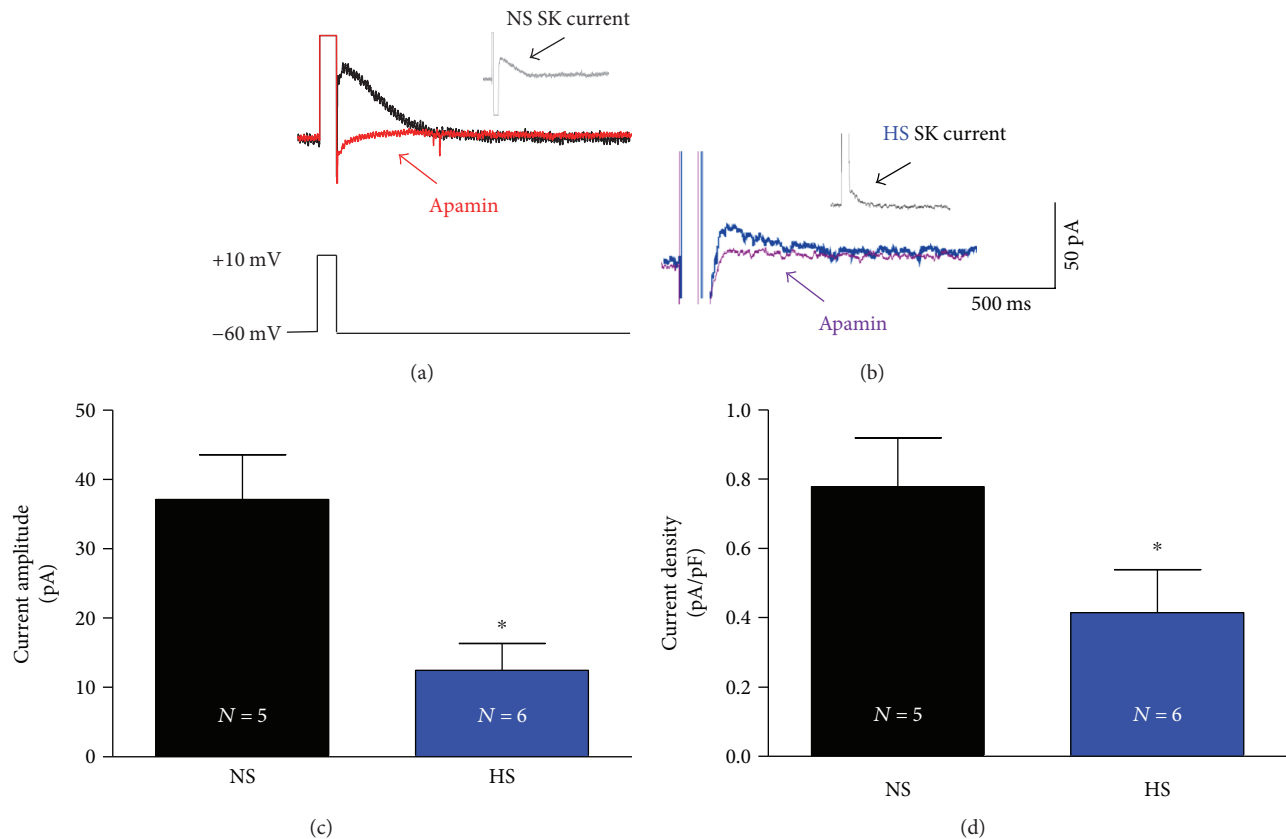 NS SK current
Apamin
+10 mV
−60 mV
(a)
HS SK current
Apamin
50 pA
500 ms
(b)
Current amplitude
(pA)
50
40
30
20
10
0
*
N = 5
N = 6
NS
HS
(c)
Current density
(pA/pF)
1.0
0.8
0.6
0.4
0.2
0.0
*
N = 5
N = 6
NS
HS
(d)